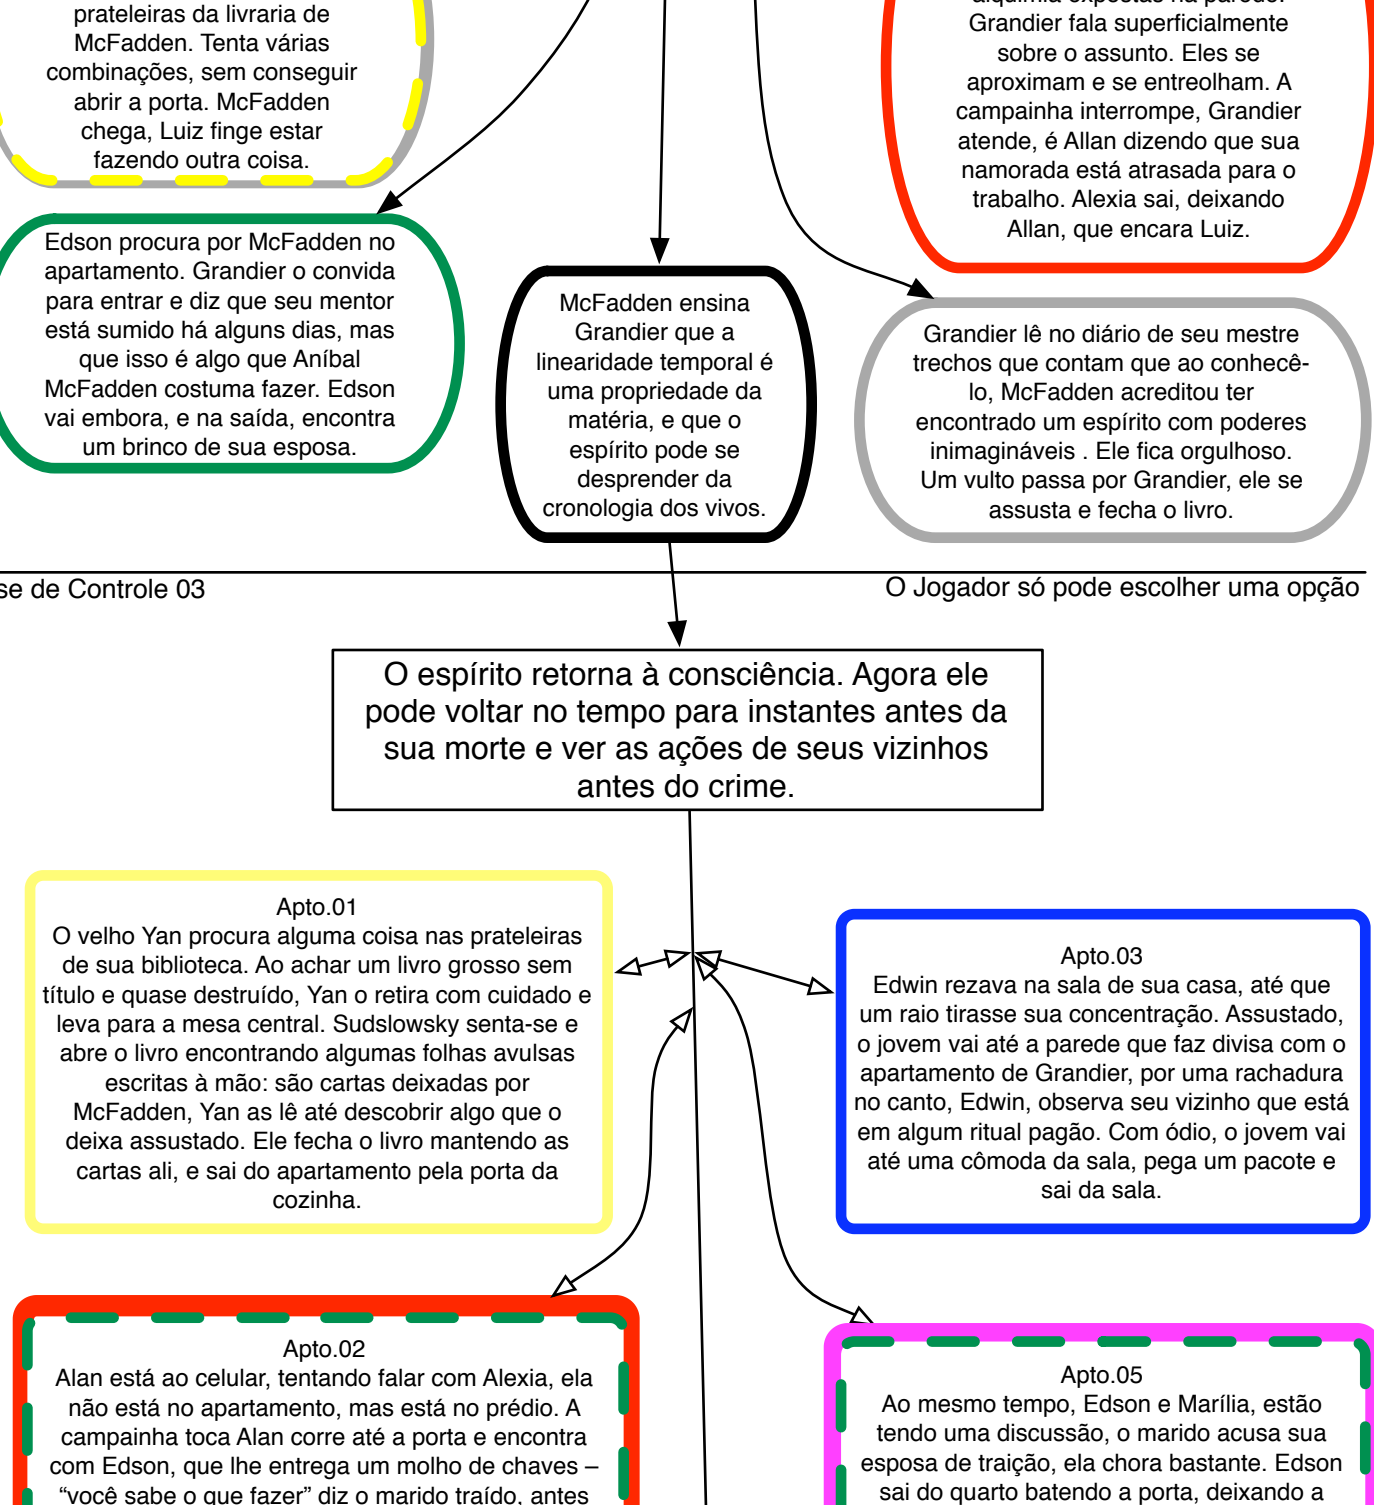 prateleiras da livraria de
McFadden. Tenta várias
combinações, sem conseguir
abrir a porta. McFadden
chega, Luiz finge estar
fazendo outra coisa.
Grandier fala superficialmente
sobre o assunto. Eles se
aproximam e se entreolham. A
campainha interrompe, Grandier
atende, é Allan dizendo que sua
namorada está atrasada para o
trabalho. Alexia sai, deixando
Allan, que encara Luiz.
Edson procura por McFadden no
apartamento. Grandier o convida
para entrar e diz que seu mentor
está sumido há alguns dias, mas
que isso é algo que Aníbal
McFadden costuma fazer. Edson
vai embora, e na saída, encontra
um brinco de sua esposa.
McFadden ensina
Grandier que a
linearidade temporal é
uma propriedade da
matéria, e que o
espírito pode se
desprender da
cronologia dos vivos.
Grandier lê no diário de seu mestre
trechos que contam que ao conhecê-
lo, McFadden acreditou ter
encontrado um espírito com poderes
inimagináveis . Ele fica orgulhoso.
Um vulto passa por Grandier, ele se
assusta e fecha o livro.
se de Controle 03
O Jogador só pode escolher uma opção
O espírito retorna à consciência. Agora ele
pode voltar no tempo para instantes antes da
sua morte e ver as ações de seus vizinhos
antes do crime.
Apto.01
O velho Yan procura alguma coisa nas prateleiras
de sua biblioteca. Ao achar um livro grosso sem
título e quase destruído, Yan o retira com cuidado e
leva para a mesa central. Sudslowsky senta-se e
abre o livro encontrando algumas folhas avulsas
escritas à mão: são cartas deixadas por
McFadden, Yan as lê até descobrir algo que o
deixa assustado. Ele fecha o livro mantendo as
cartas ali, e sai do apartamento pela porta da
cozinha.
Apto.03
Edwin rezava na sala de sua casa, até que
um raio tirasse sua concentração. Assustado,
o jovem vai até a parede que faz divisa com o
apartamento de Grandier, por uma rachadura
no canto, Edwin, observa seu vizinho que está
em algum ritual pagão. Com ódio, o jovem vai
até uma cômoda da sala, pega um pacote e
sai da sala.
Apto.02
Alan está ao celular, tentando falar com Alexia, ela
não está no apartamento, mas está no prédio. A
campainha toca Alan corre até a porta e encontra
com Edson, que lhe entrega um molho de chaves –
“você sabe o que fazer” diz o marido traído, antes
Apto.05
Ao mesmo tempo, Edson e Marília, estão
tendo uma discussão, o marido acusa sua
esposa de traição, ela chora bastante. Edson
sai do quarto batendo a porta, deixando a